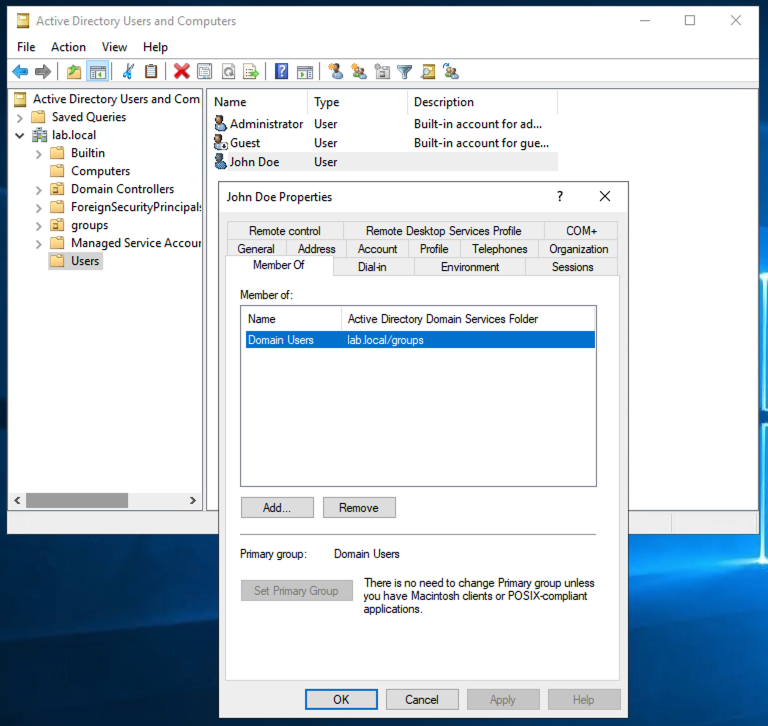 Active Directory Users and Computers
File Action View Help
Active Directory Users and Com
Saved Queries
lab.local
Builtin
Computers
Domain Controllers
ForeignSecurityPrincipals
groups
Managed Service Accour
Users
Name Type Description
Administrator User Built-in account for ad...
Guest User Built-in account for gue...
John Doe User
John Doe Properties
?
Remote control Remote Desktop Services Profile COM+
General Address Account Profile Telephones Organization
Member Of Dial-in Environment Sessions
Member of:
Name Active Directory Domain Services Folder
Domain Users lab.local/groups
Add... Remove
Primary group: Domain Users
Set Primary Group
There is no need to change Primary group unless
you have Macintosh clients or POSIX-compliant
applications.
OK Cancel Apply Help